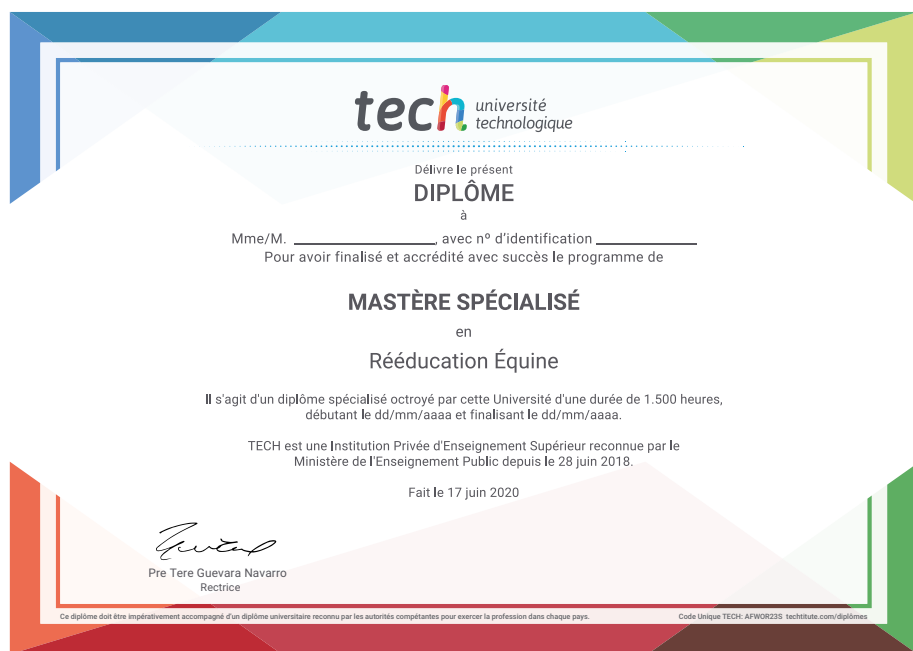 tech université
technologique
Délivre le présent
DIPLÔME
à
Mme/M. ____________________, avec nº d'identification ______________
Pour avoir finalisé et accrédité avec succès le programme de
MASTÈRE SPÉCIALISÉ
en
Rééducation Équine
Il s'agit d'un diplôme spécialisé octroyé par cette Université d'une durée de 1.500 heures,
débutant le dd/mm/aaaa et finalisant le dd/mm/aaaa.
TECH est une Institution Privée d'Enseignement Supérieur reconnue par le
Ministère de l'Enseignement Public depuis le 28 juin 2018.
Fait le 17 juin 2020
Pre Tere Guevara Navarro
Rectrice
Ce diplôme doit être impérativement accompagné d'un diplôme universitaire reconnu par les autorités compétantes pour exercer la profession dans chaque pays.
Code Unique TECH: AFWOR23S techtitute.com/diplômes